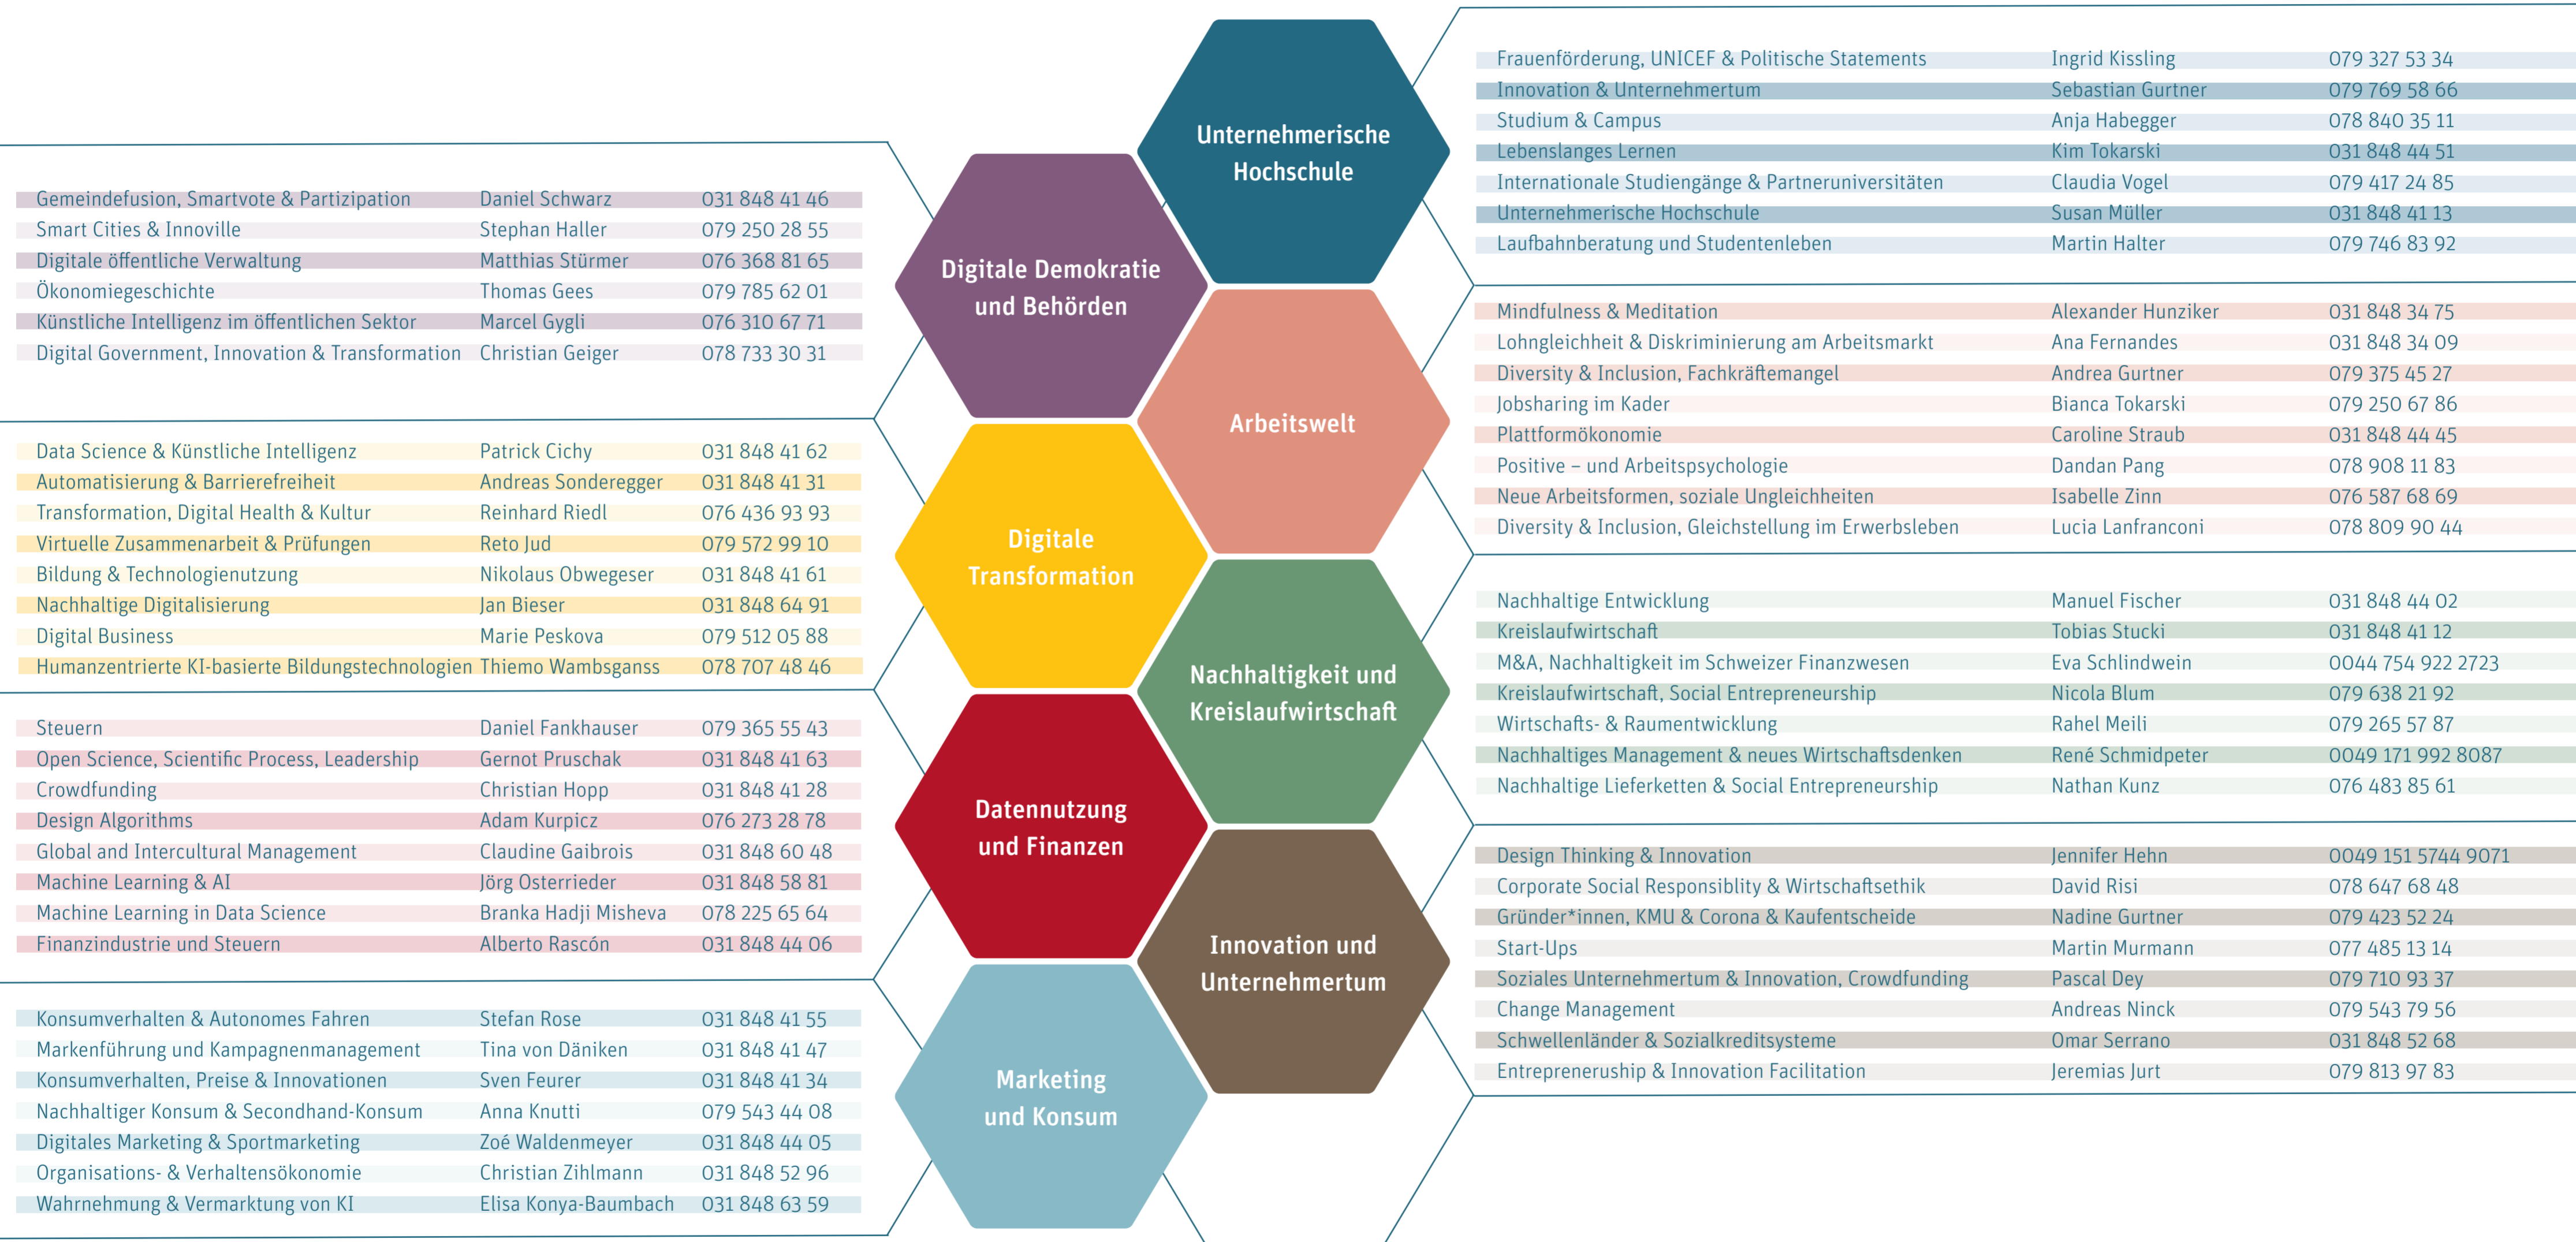 Unternehmerische
Hochschule
Frauenförderung, UNICEF & Politische Statements Ingrid Kissling 079 327 53 34
Innovation & Unternehmertum Sebastian Gurtner 079 769 58 66
Studium & Campus Anja Habegger 078 840 35 11
Lebenslanges Lernen Kim Tokarski 031 848 44 51
Internationale Studiengänge & Partneruniversitäten Claudia Vogel 079 417 24 85
Unternehmerische Hochschule Susan Müller 031 848 41 13
Laufbahnberatung und Studentenleben Martin Halter 079 746 83 92
Digitale Demokratie
und Behörden
Gemeindefusion, Smartvote & Partizipation Daniel Schwarz 031 848 41 46
Smart Cities & Innoville Stephan Haller 079 250 28 55
Digitale öffentliche Verwaltung Matthias Stürmer 076 368 81 65
Ökonomiegeschichte Thomas Gees 079 785 62 01
Künstliche Intelligenz im öffentlichen Sektor Marcel Gygli 076 310 67 71
Digital Government, Innovation & Transformation Christian Geiger 078 733 30 31
Arbeitswelt
Mindfulness & Meditation Alexander Hunziker 031 848 34 75
Lohngleichheit & Diskriminierung am Arbeitsmarkt Ana Fernandes 031 848 34 09
Diversity & Inclusion, Fachkräftemangel Andrea Gurtner 079 375 45 27
Jobsharing im Kader Bianca Tokarski 079 250 67 86
Plattformökonomie Caroline Straub 031 848 44 45
Positive – und Arbeitspsychologie Dandan Pang 078 908 11 83
Neue Arbeitsformen, soziale Ungleichheiten Isabelle Zinn 076 587 68 69
Diversity & Inclusion, Gleichstellung im Erwerbsleben Lucia Lanfranconi 078 809 90 44
Digitale
Transformation
Data Science & Künstliche Intelligenz Patrick Cichy 031 848 41 62
Automatisierung & Barrierefreiheit Andreas Sonderegger 031 848 41 31
Transformation, Digital Health & Kultur Reinhard Riedl 076 436 93 93
Virtuelle Zusammenarbeit & Prüfungen Reto Jud 079 572 99 10
Bildung & Technologienutzung Nikolaus Obwegeser 031 848 41 61
Nachhaltige Digitalisierung Jan Bieser 031 848 64 91
Digital Business Marie Peskova 079 512 05 88
Humanzentrierte KI-basierte Bildungstechnologien Thiemo Wambsganss 078 707 48 46
Nachhaltigkeit und
Kreislaufwirtschaft
Nachhaltige Entwicklung Manuel Fischer 031 848 44 02
Kreislaufwirtschaft Tobias Stucki 031 848 41 12
M&A, Nachhaltigkeit im Schweizer Finanzwesen Eva Schlindwein 0044 754 922 2723
Kreislaufwirtschaft, Social Entrepreneurship Nicola Blum 079 638 21 92
Wirtschafts- & Raumentwicklung Rahel Meili 079 265 57 87
Nachhaltiges Management & neues Wirtschaftsdenken René Schmidpeter 0049 171 992 8087
Nachhaltige Lieferketten & Social Entrepreneurship Nathan Kunz 076 483 85 61
Datennutzung
und Finanzen
Steuern Daniel Fankhauser 079 365 55 43
Open Science, Scientific Process, Leadership Gernot Pruschak 031 848 41 63
Crowdfunding Christian Hopp 031 848 41 28
Design Algorithms Adam Kurpicz 076 273 28 78
Global and Intercultural Management Claudine Gaibrois 031 848 60 48
Machine Learning & AI Jörg Osterrieder 031 848 58 81
Machine Learning in Data Science Branka Hadji Misheva 078 225 65 64
Finanzindustrie und Steuern Alberto Rascón 031 848 44 06
Innovation und
Unternehmertum
Design Thinking & Innovation Jennifer Hehn 0049 151 5744 9071
Corporate Social Responsiblity & Wirtschaftsethik David Risi 078 647 68 48
Gründer*innen, KMU & Corona & Kaufentscheide Nadine Gurtner 079 423 52 24
Start-Ups Martin Murmann 077 485 13 14
Soziales Unternehmertum & Innovation, Crowdfunding Pascal Dey 079 710 93 37
Change Management Andreas Ninck 079 543 79 56
Schwellenländer & Sozialkreditsysteme Omar Serrano 031 848 52 68
Entrepreneruship & Innovation Facilitation Jeremias Jurt 079 813 97 83
Marketing
und Konsum
Konsumverhalten & Autonomes Fahren Stefan Rose 031 848 41 55
Markenführung und Kampagnenmanagement Tina von Däniken 031 848 41 47
Konsumverhalten, Preise & Innovationen Sven Feurer 031 848 41 34
Nachhaltiger Konsum & Secondhand-Konsum Anna Knutti 079 543 44 08
Digitales Marketing & Sportmarketing Zoé Waldenmeyer 031 848 44 05
Organisations- & Verhaltensökonomie Christian Zihlmann 031 848 52 96
Wahrnehmung & Vermarktung von KI Elisa Konya-Baumbach 031 848 63 59